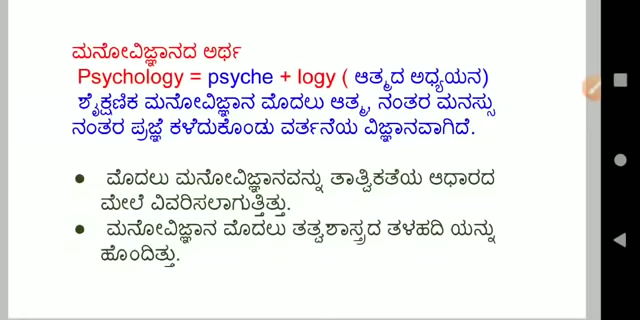 ಮನೋವಿಜ್ಞಾನದ ಅರ್ಥ
Psychology = psyche + logy ( ಆತ್ಮದ ಅಧ್ಯಯನ)
ಶೈಕ್ಷಣಿಕ ಮನೋವಿಜ್ಞಾನ ಮೊದಲು ಆತ್ಮ, ನಂತರ ಮನಸ್ಸು
ನಂತರ ಪ್ರಜ್ಞೆ ಕಳೆದುಕೊಂಡು ವರ್ತನೆಯ ವಿಜ್ಞಾನವಾಗಿದೆ.
● ಮೊದಲು ಮನೋವಿಜ್ಞಾನವನ್ನು ತಾತ್ವಿಕತೆಯ ಆಧಾರದ
ಮೇಲೆ ವಿವರಿಸಲಾಗುತ್ತಿತ್ತು.
● ಮನೋವಿಜ್ಞಾನ ಮೊದಲು ತತ್ವಶಾಸ್ತ್ರದ ತಳಹದಿ ಯನ್ನು
ಹೊಂದಿತ್ತು.